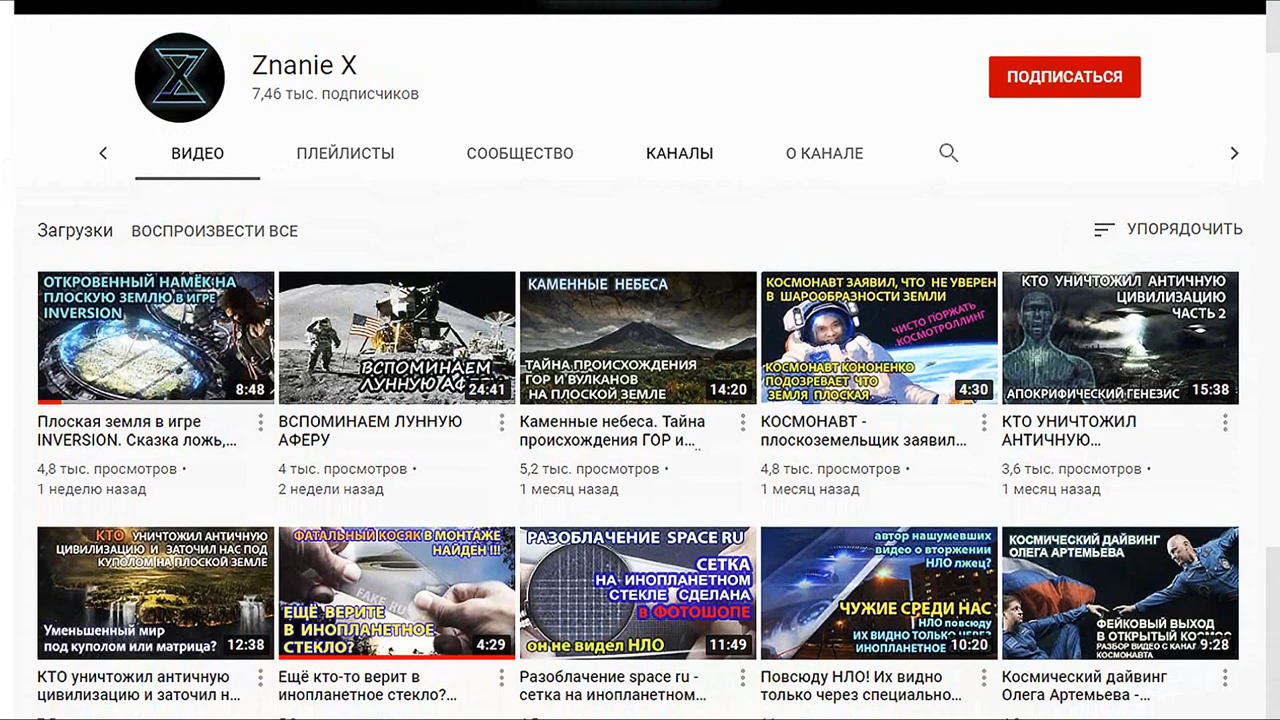 Znanie X
7,46 тыс. подписчиков
ПОДПИСАТЬСЯ
ВИДЕО
ПЛЕЙЛИСТЫ
СООБЩЕСТВО
КАНАЛЫ
О КАНАЛЕ
Загрузки
ВОСПРОИЗВЕСТИ ВСЕ
УПОРЯДОЧИТЬ
ОТКРОВЕННЫЙ НАМЁК НА
ПЛОСКУЮ ЗЕМЛЮ В ИГРЕ
INVERSION
8:48
Плоская земля в игре
INVERSION. Сказка ложь,...
4,8 тыс. просмотров •
1 неделю назад
ВСПОМИНАЕМ
ЛУННУЮ
24:41
ВСПОМИНАЕМ ЛУННУЮ
АФЕРУ
4 тыс. просмотров •
2 недели назад
КАМЕННЫЕ НЕБЕСА
ТАЙНА ПРОИСХОЖДЕНИЯ
ГОР И ВУЛКАНОВ
НА ПЛОСКОЙ ЗЕМЛЕ
14:20
Каменные небеса. Тайна
происхождения ГОР и...
5,2 тыс. просмотров •
1 месяц назад
КОСМОНАВТ ЗАЯВИЛ, ЧТО НЕ УВЕРЕН
В ШАРООБРАЗНОСТИ ЗЕМЛИ
ЧИСТО ПОРЖАТЬ
КОСМОТРОЛЛИНГ
КОСМОНАВТ КОНОНЕНКО
ПОДОЗРЕВАЕТ ЧТО
ЗЕМЛЯ ПЛОСКАЯ
4:30
КОСМОНАВТ -
плоскоземельщик заявил...
4,8 тыс. просмотров •
1 месяц назад
КТО УНИЧТОЖИЛ АНТИЧНУЮ
ЦИВИЛИЗАЦИЮ
ЧАСТЬ 2
АПОКРИФИЧЕСКИЙ ГЕНЕЗИС
15:38
КТО УНИЧТОЖИЛ
АНТИЧНУЮ...
3,6 тыс. просмотров •
1 месяц назад
КТО УНИЧТОЖИЛ АНТИЧНУЮ
ЦИВИЛИЗАЦИЮ И ЗАТОЧИЛ НАС ПОД
КУПОЛОМ НА ПЛОСКОЙ ЗЕМЛЕ
Уменьшенный мир
под куполом или матрица?
12:38
КТО уничтожил античную
цивилизацию и заточил н...
ФАТАЛЬНЫЙ КОСЯК В МОНТАЖЕ
НАЙДЕН !!!
FAKE RU
ЕЩЁ ВЕРИТЕ
В ИНОПЛАНЕТНОЕ
СТЕКЛО?
4:29
Ещё кто-то верит в
инопланетное стекло?...
РАЗОБЛАЧЕНИЕ SPACE RU
СЕТКА
НА ИНОПЛАНЕТНОМ
СТЕКЛЕ СДЕЛАНА
В ФОТОШОПЕ
он не видел НЛО
11:49
Разоблачение space ru -
сетка на инопланетном...
автор нашумевших
видео о вторжении
НЛО лжец?
ЧУЖИЕ СРЕДИ НАС
НЛО повсюду
ИХ ВИДНО ТОЛЬКО ЧЕРЕЗ
ИНОПЛАНЕТНОЕ
10:20
Повсюду НЛО! Их видно
только через специально...
КОСМИЧЕСКИЙ ДАЙВИНГ
ОЛЕГА АРТЕМЬЕВА
ФЕЙКОВЫЙ ВЫХОД
В ОТКРЫТЫЙ КОСМОС
РАЗБОР ВИДЕО С КАНАЛ
КОСМОНАВТА
9:28
Космический дайвинг
Олега Артемьева -...